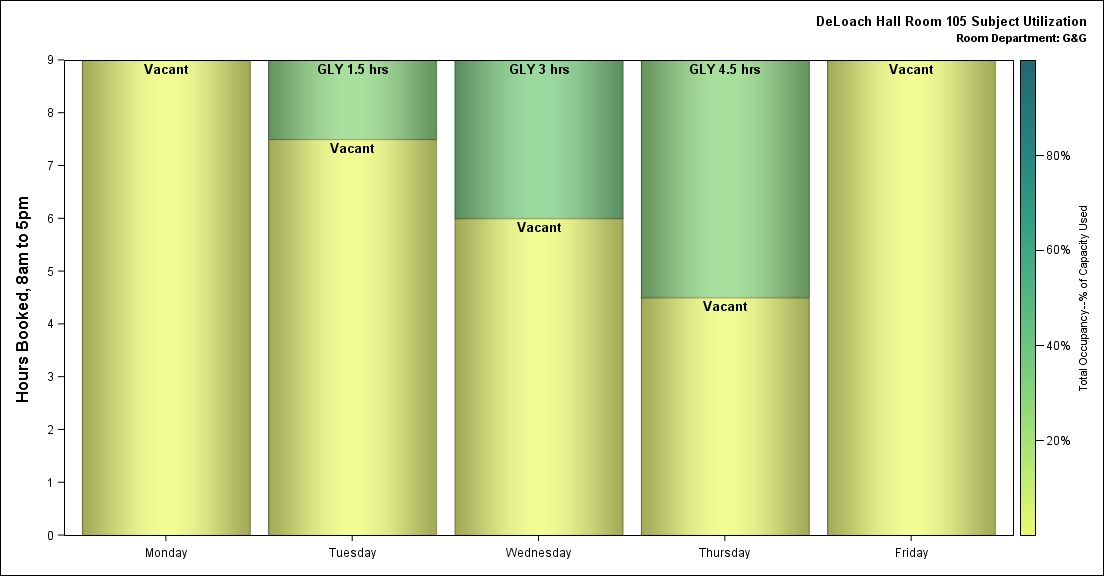 DeLoach Hall Room 105 Subject Utilization
Room Department: G&G
Hours Booked, 8am to 5pm
9
8
7
6
5
4
3
2
1
0
Vacant
GLY 1.5 hrs
Vacant
GLY 3 hrs
Vacant
GLY 4.5 hrs
Vacant
Vacant
Monday
Tuesday
Wednesday
Thursday
Friday
80%
60%
40%
20%
Total Occupancy--% of Capacity Used